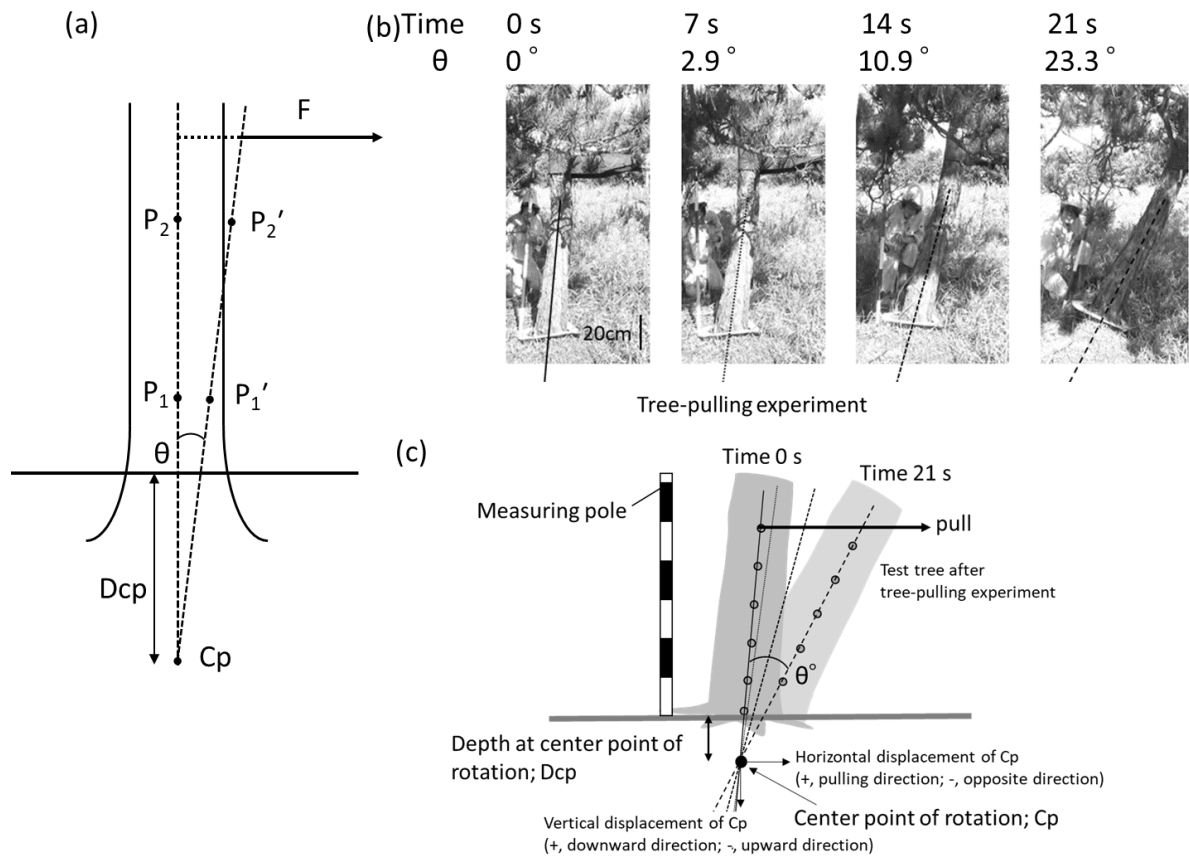 (a)
F
P2
P2′
P1
P1′
θ
Dcp
Cp
(b) Time 0 s 7 s 14 s 21 s
θ 0° 2.9° 10.9° 23.3°
20cm
Tree-pulling experiment
(c)
Time 0 s
Time 21 s
Measuring pole
pull
Test tree after
tree-pulling experiment
θ°
Depth at center point of
rotation; Dcp
Horizontal displacement of Cp
(+, pulling direction; -, opposite direction)
Center point of rotation; Cp
Vertical displacement of Cp
(+, downward direction; -, upward direction)